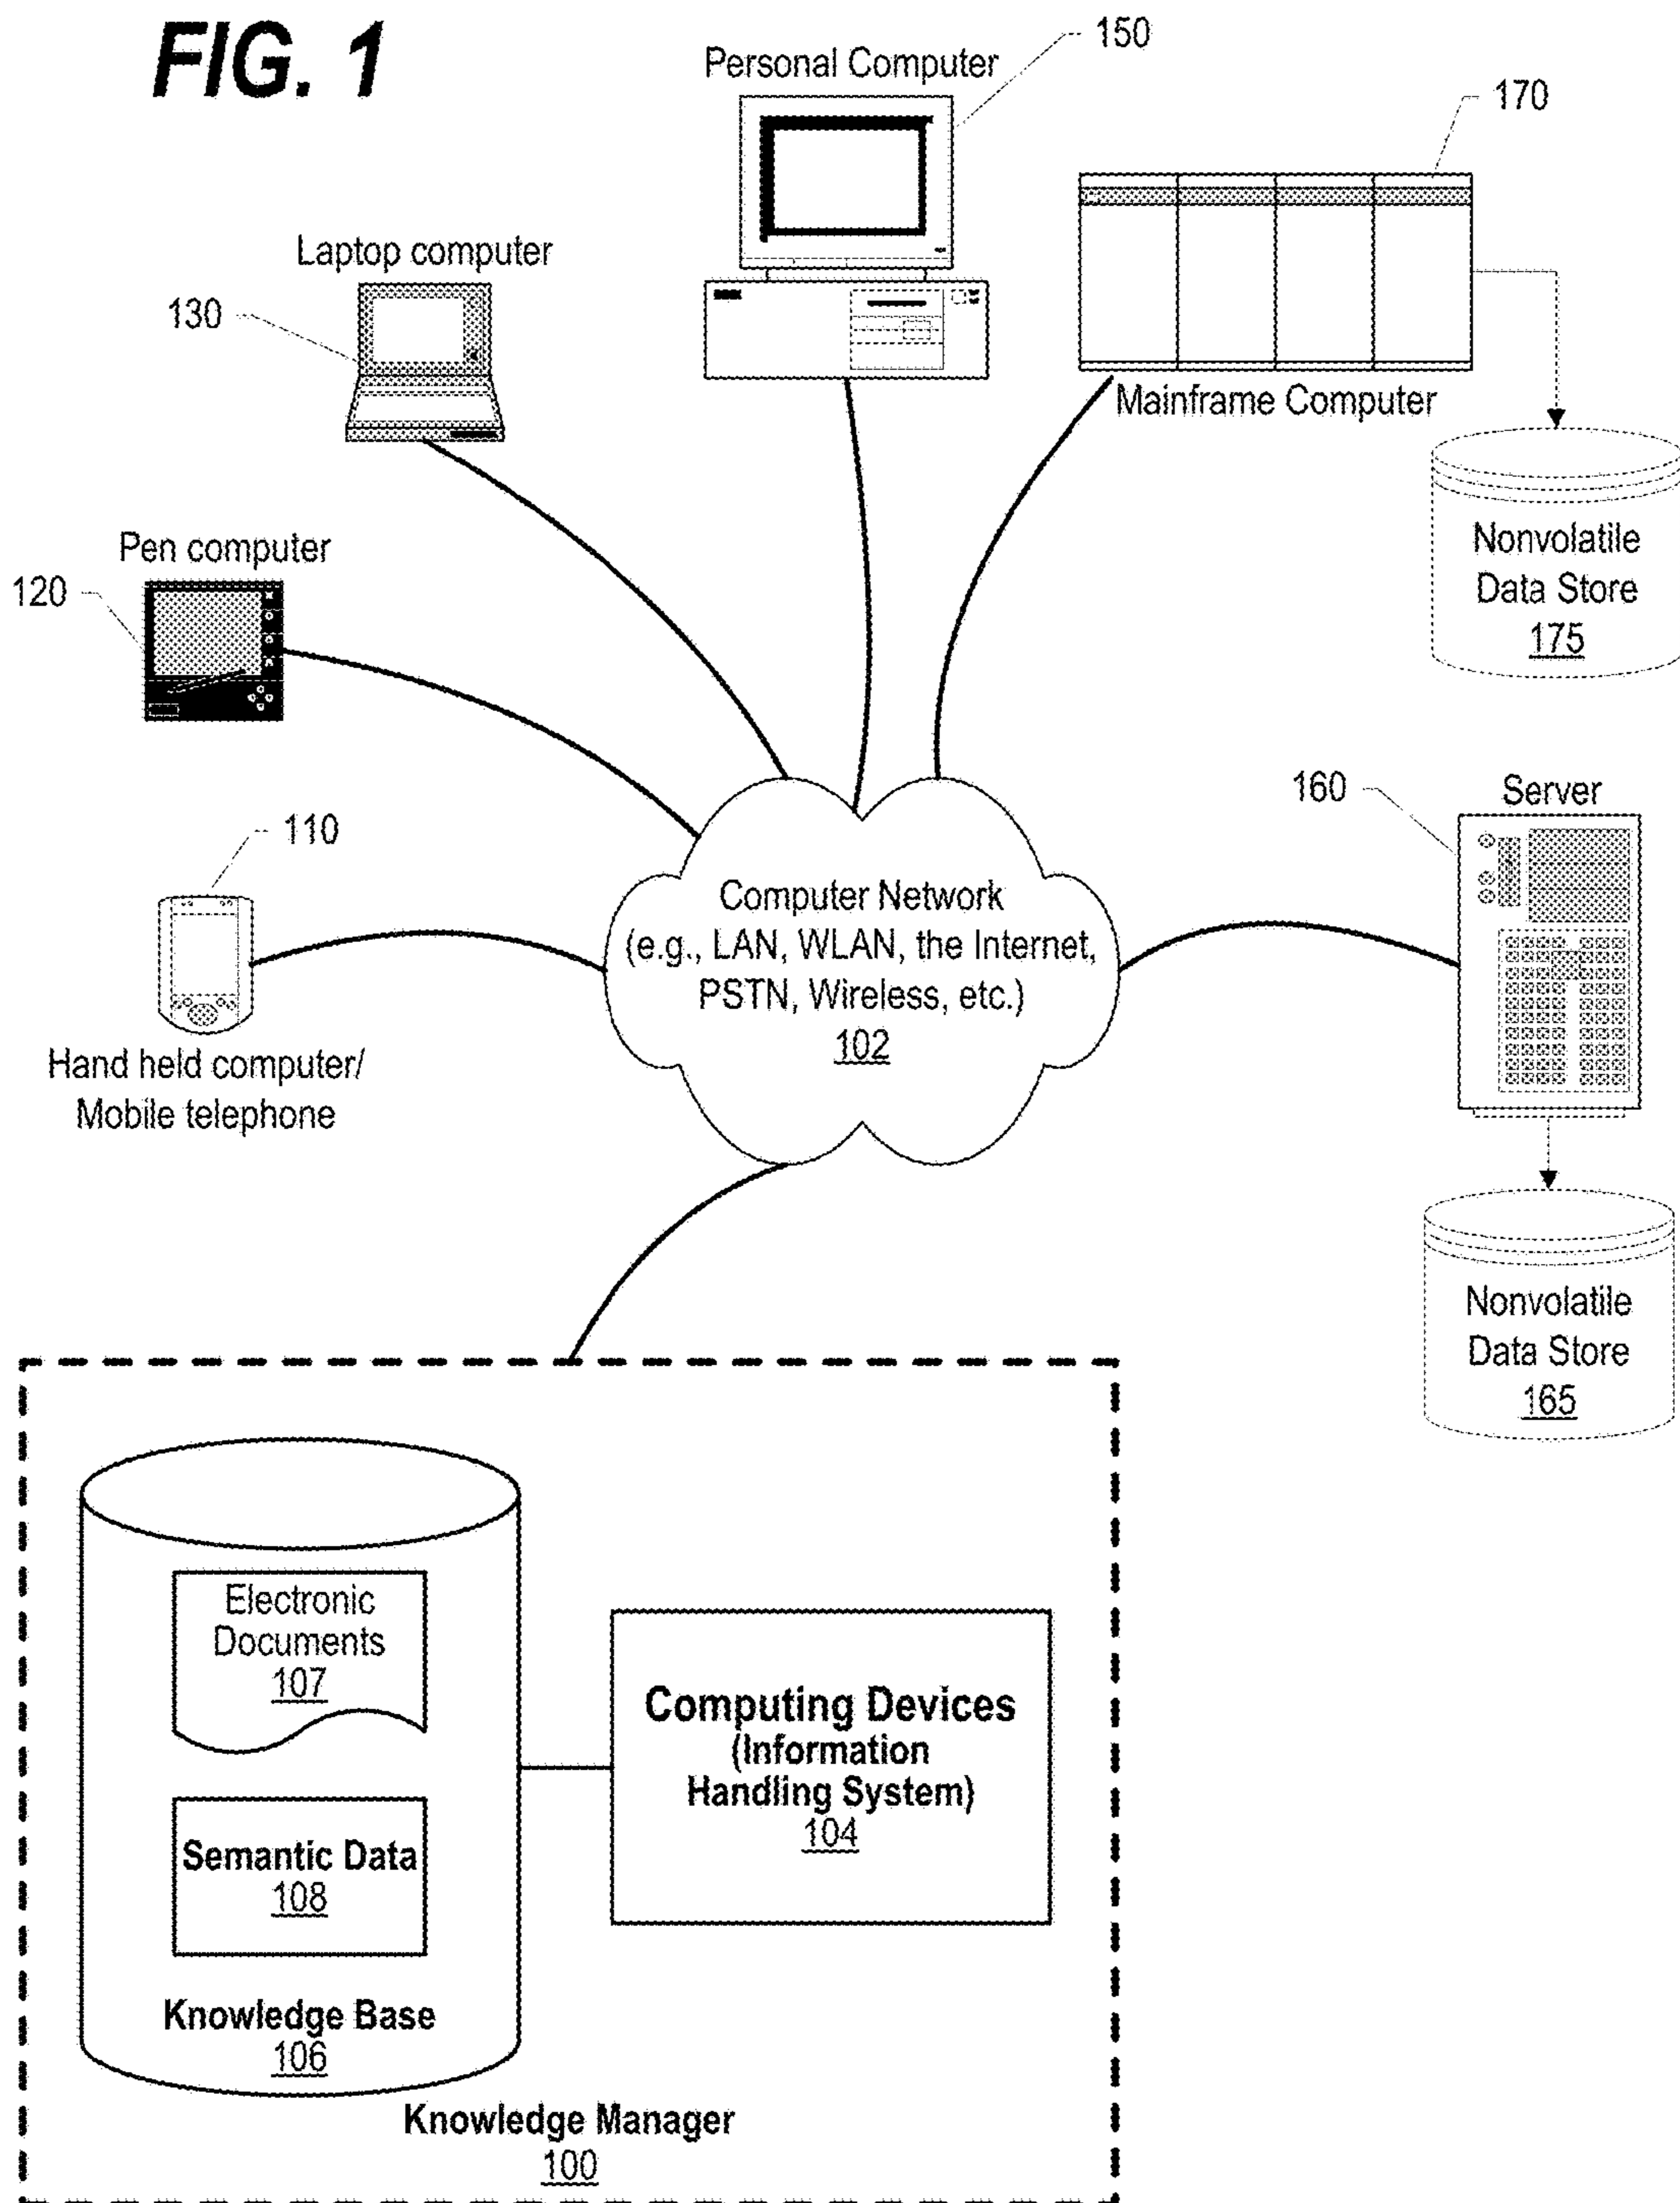 FIG. 1
Personal Computer
150
170
Laptop computer
130
Mainframe Computer
Pen computer
120
Nonvolatile
Data Store
175
110
160
Server
Computer Network
(e.g., LAN, WLAN, the Internet,
PSTN, Wireless, etc.)
102
Hand held computer/
Mobile telephone
Nonvolatile
Data Store
165
Electronic
Documents
107
Computing Devices
(Information
Handling System)
104
Semantic Data
108
Knowledge Base
106
Knowledge Manager
100